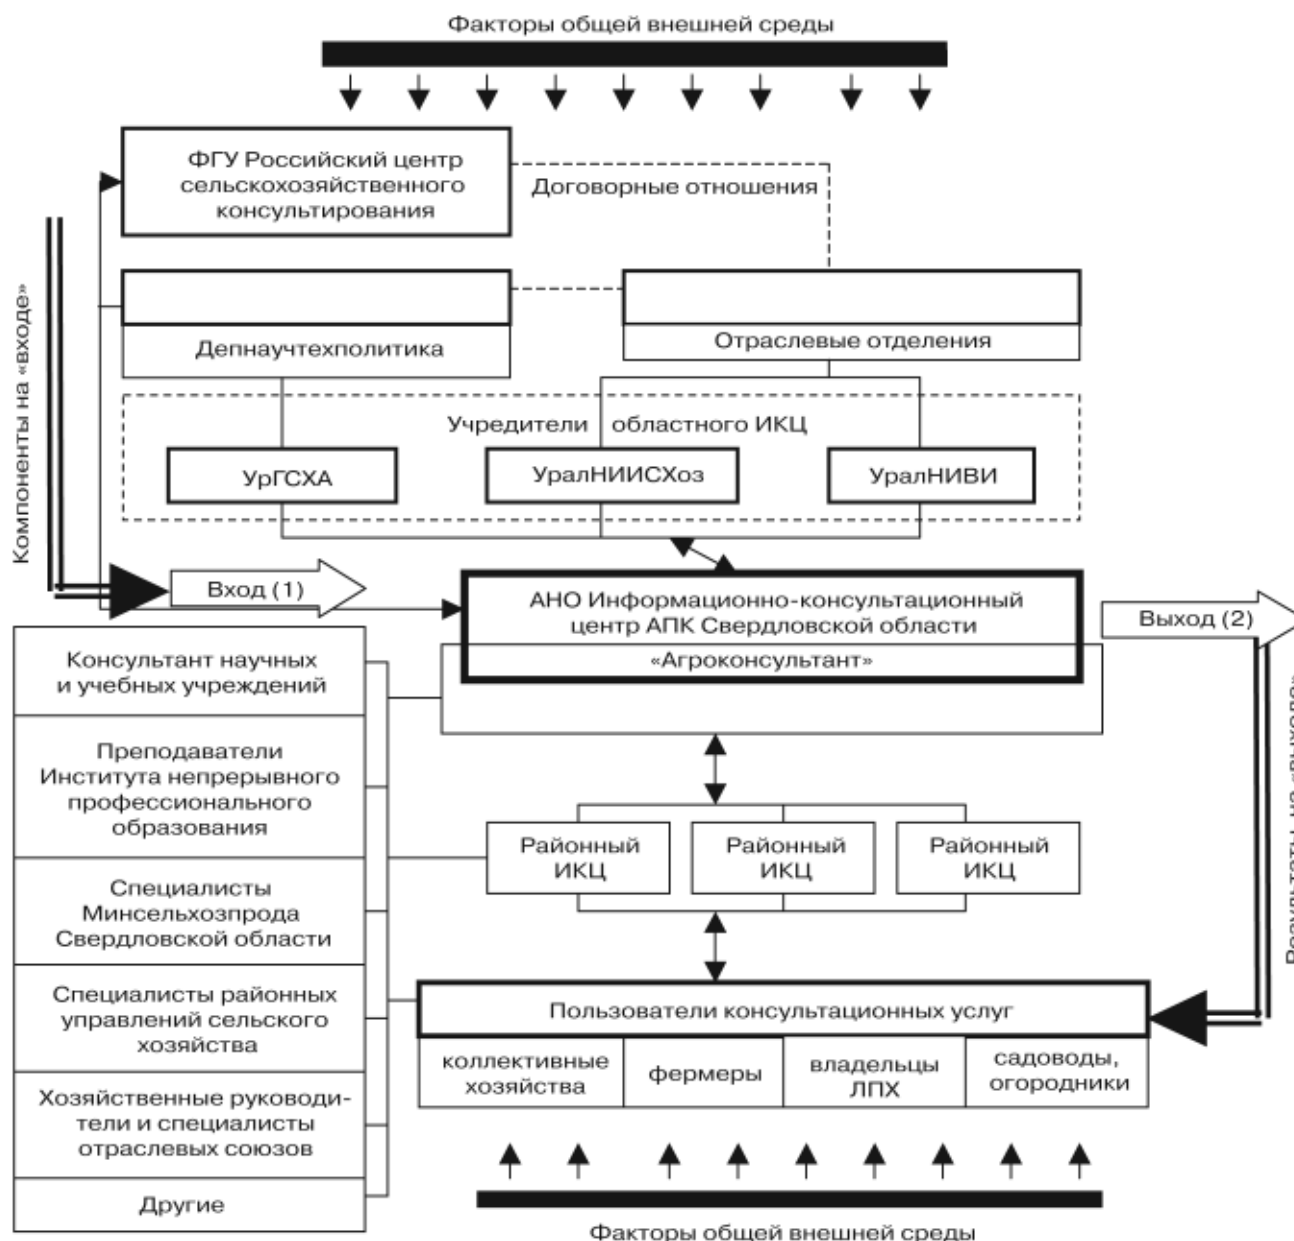 Факторы общей внешней среды
ФГУ Российский центр
сельскохозяйственного
консультирования
Договорные отношения
Компоненты на «входе»
Депнаучтехполитика
Отраслевые отделения
Учредители областного ИКЦ
УрГСХА
УралНИИСХоз
УралНИВИ
Вход (1)
АНО Информационно-консультационный
центр АПК Свердловской области
«Агроконсультант»
Выход (2)
Результаты на «выходе»
Консультант научных
и учебных учреждений
Преподаватели
Института непрерывного
профессионального
образования
Специалисты
Минсельхозпрода
Свердловской области
Специалисты районных
управлений сельского
хозяйства
Хозяйственные руководи-
тели и специалисты
отраслевых союзов
Другие
Районный
ИКЦ
Районный
ИКЦ
Районный
ИКЦ
Пользователи консультационных услуг
коллективные
хозяйства
фермеры
владельцы
ЛПХ
садоводы,
огородники
Факторы общей внешней среды